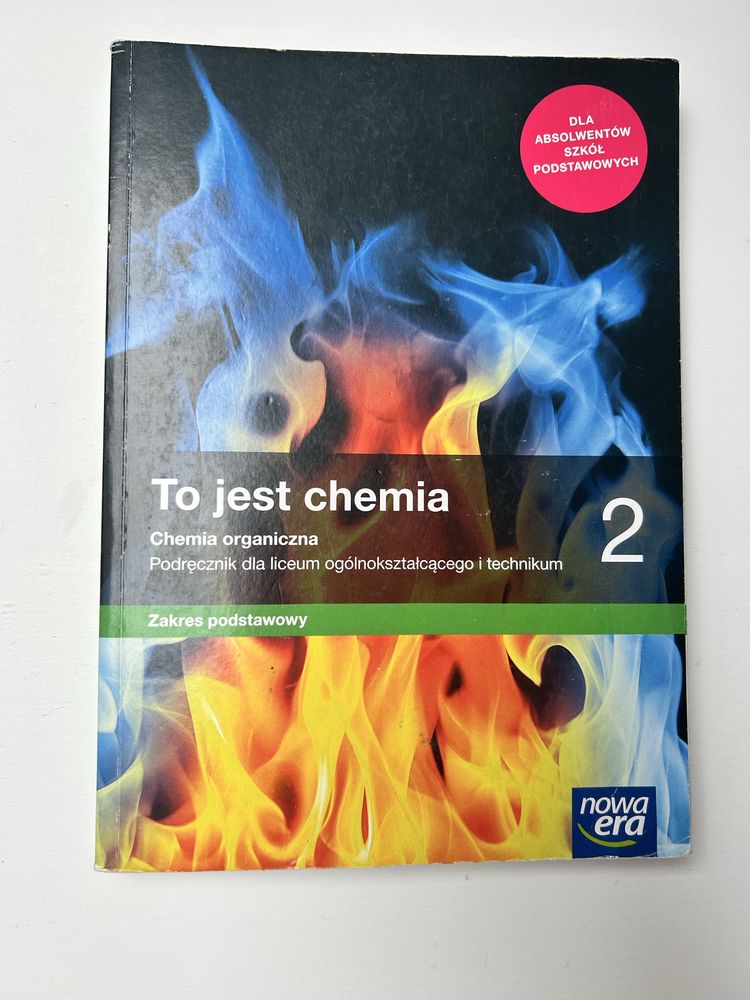 DLA
ABSOLWENTÓW
SZKÓŁ
PODSTAWOWYCH
To jest chemia
2
Chemia organiczna
Podręcznik dla liceum ogólnokształcącego i technikum
Zakres podstawowy
nowa
era